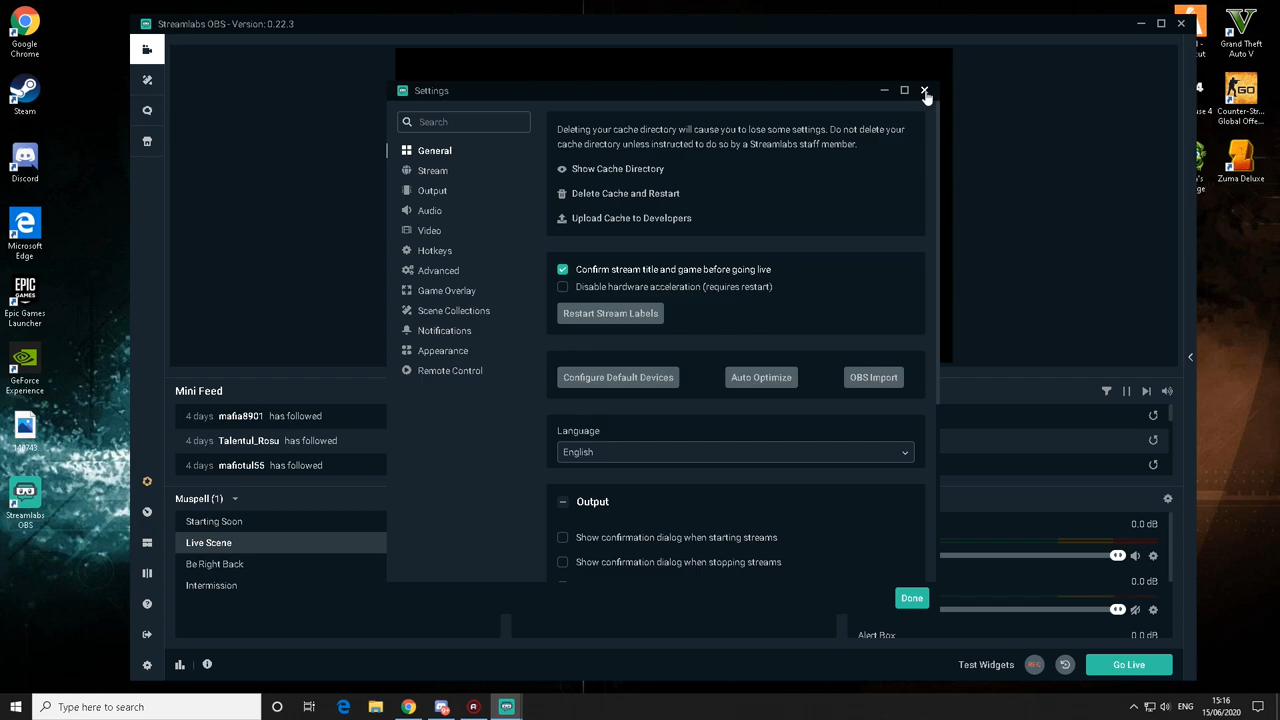 Google
Chrome
Steam
Discord
Microsoft
Edge
Epic Games
Launcher
GeForce
Experience
140743
Streamlabs
OBS
Streamlabs OBS - Version: 0.22.3
Settings
Search
General
Stream
Output
Audio
Video
Hotkeys
Advanced
Game Overlay
Scene Collections
Notifications
Appearance
Remote Control
Deleting your cache directory will cause you to lose some settings. Do not delete
your cache directory unless instructed to do so by a Streamlabs staff member.
Show Cache Directory
Delete Cache and Restart
Upload Cache to Developers
Confirm stream title and game before going live
Disable hardware acceleration (requires restart)
Restart Stream Labels
Configure Default Devices
Auto Optimize
OBS Import
Language
English
Output
Show confirmation dialog when starting streams
Show confirmation dialog when stopping streams
Done
Mini Feed
4 days mafia8901 has followed
4 days Talentul_Rosu has followed
4 days mafiotul55 has followed
Muspell (1)
Starting Soon
Live Scene
Be Right Back
Intermission
0.0 dB
0.0 dB
Alert Box
0.0 dB
Test Widgets
REC
Go Live
Grand Theft
Auto V
Counter-Str...
Global Offe...
Zuma Deluxe
Type here to search
ENG
15:16
15/06/2020